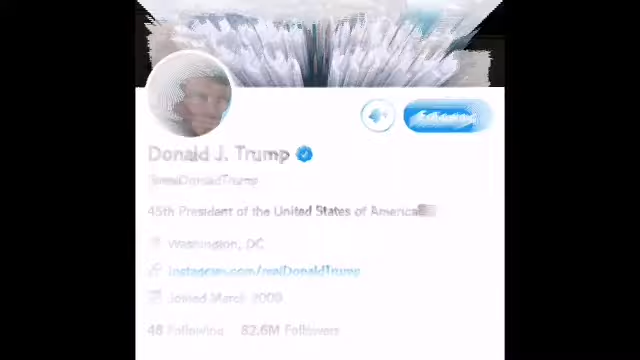 Following
Donald J. Trump
@realDonaldTrump
45th President of the United States of America
Washington, DC
Instagram.com/realDonaldTrump
Joined March 2009
48 Following 82.6M Followers